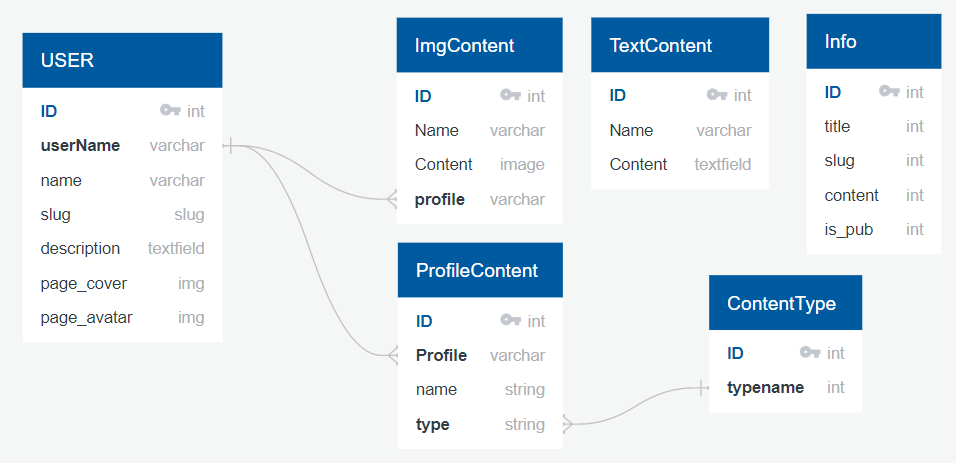 USER
ID int
userName varchar
name varchar
slug slug
description textfield
page_cover img
page_avatar img
ImgContent
ID int
Name varchar
Content image
profile varchar
TextContent
ID int
Name varchar
Content textfield
Info
ID int
title int
slug int
content int
is_pub int
ProfileContent
ID int
Profile varchar
name string
type string
ContentType
ID int
typename int